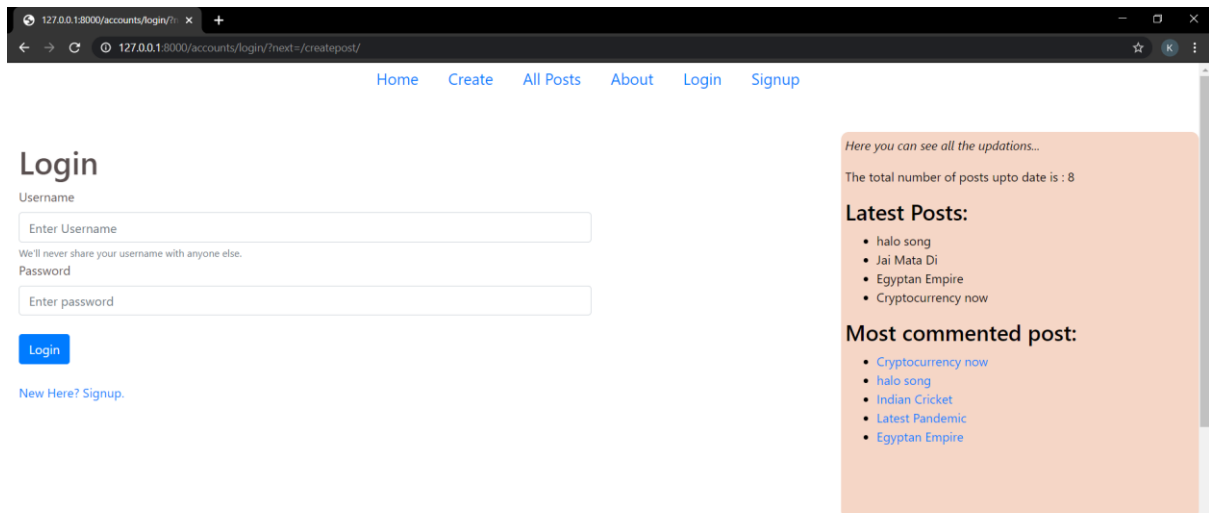 127.0.0.1:8000/accounts/login/?n
127.0.0.1:8000/accounts/login/?next=/createpost/
K
Home Create All Posts About Login Signup
Login
Username
Enter Username
We'll never share your username with anyone else.
Password
Enter password
Login
New Here? Signup.
Here you can see all the updations...
The total number of posts upto date is : 8
Latest Posts:
halo song
Jai Mata Di
Egyptan Empire
Cryptocurrency now
Most commented post:
Cryptocurrency now
halo song
Indian Cricket
Latest Pandemic
Egyptan Empire